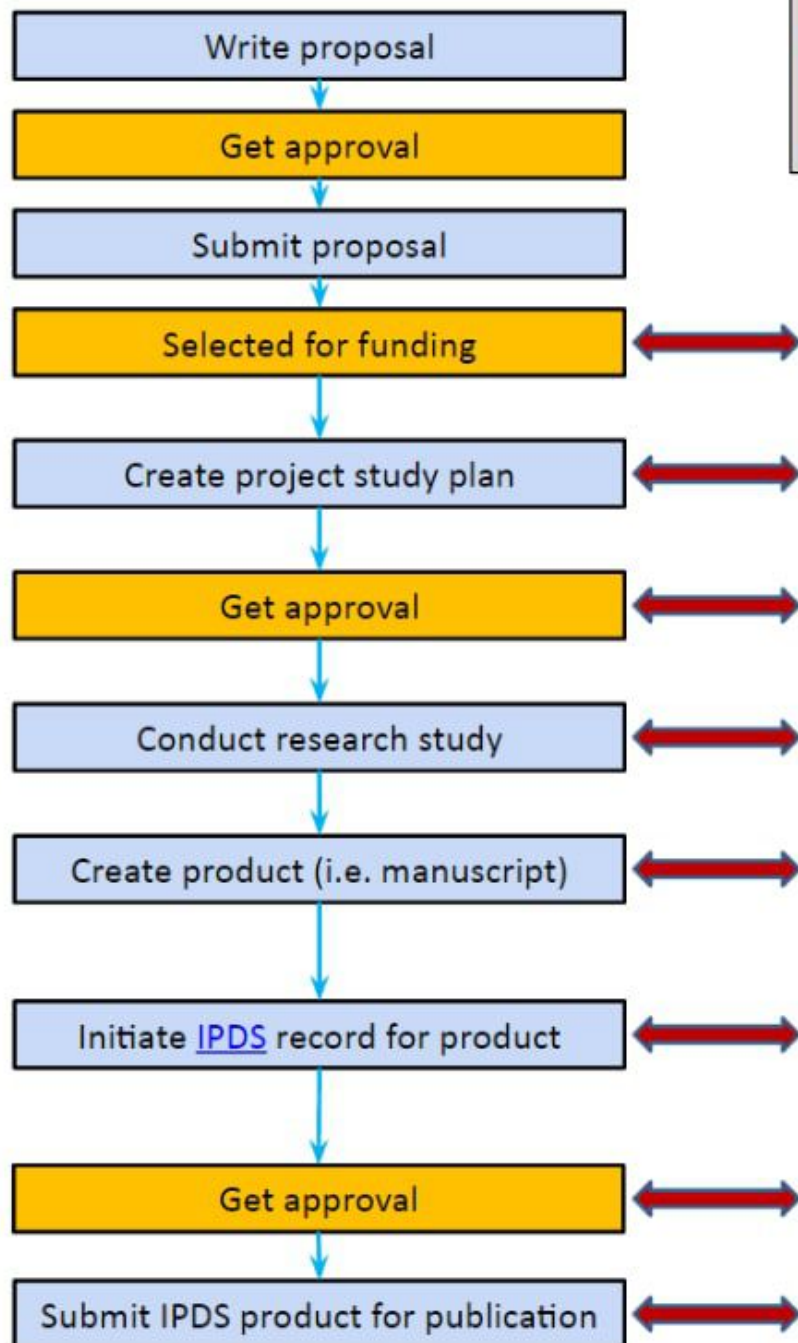 Write proposal
Get approval
Submit proposal
Selected for funding
Create project study plan
Get approval
Conduct research study
Create product (i.e. manuscript)
Initiate IPDS record for product
Get approval
Submit IPDS product for publication